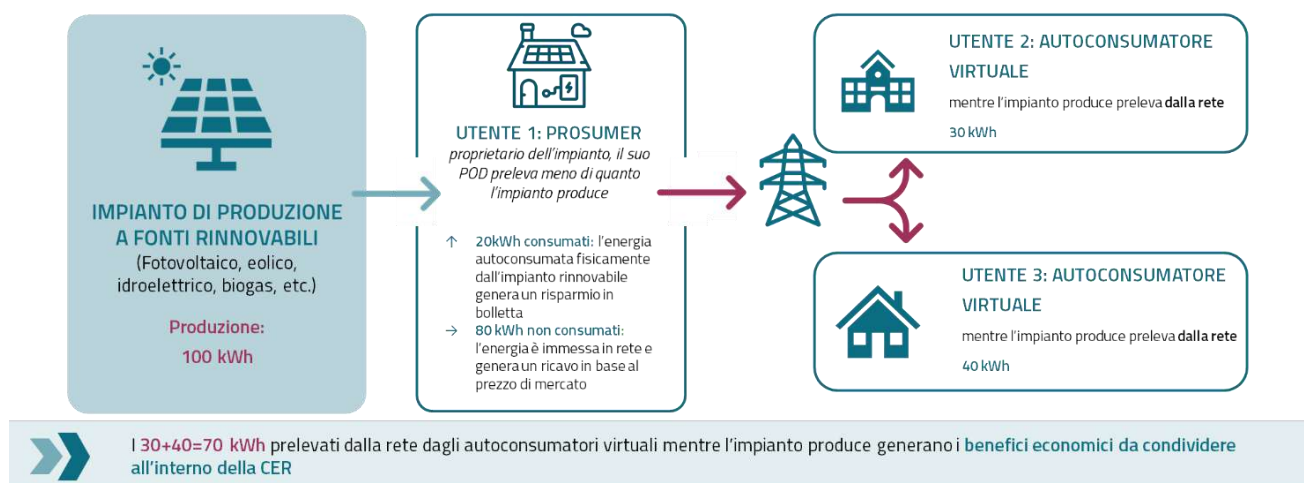 IMPIANTO DI PRODUZIONE
A FONTI RINNOVABILI
(Fotovoltaico, eolico,
idroelettrico, biogas, etc.)
Produzione:
100 kWh
UTENTE 1: PROSUMER
proprietario dell'impianto, il suo
POD preleva meno di quanto
l'impianto produce
↑ 20kWh consumati: l'energia
autoconsumata fisicamente
dall'impianto rinnovabile
genera un risparmio in
bolletta
→ 80 kWh non consumati:
l'energia è immessa in rete e
genera un ricavo in base al
prezzo di mercato
UTENTE 2: AUTOCONSUMATORE
VIRTUALE
mentre l'impianto produce preleva dalla rete
30 kWh
UTENTE 3: AUTOCONSUMATORE
VIRTUALE
mentre l'impianto produce preleva dalla rete
40 kWh
I 30+40=70 kWh prelevati dalla rete dagli autoconsumatori virtuali mentre l'impianto produce generano i benefici economici da condividere
all'interno della CER